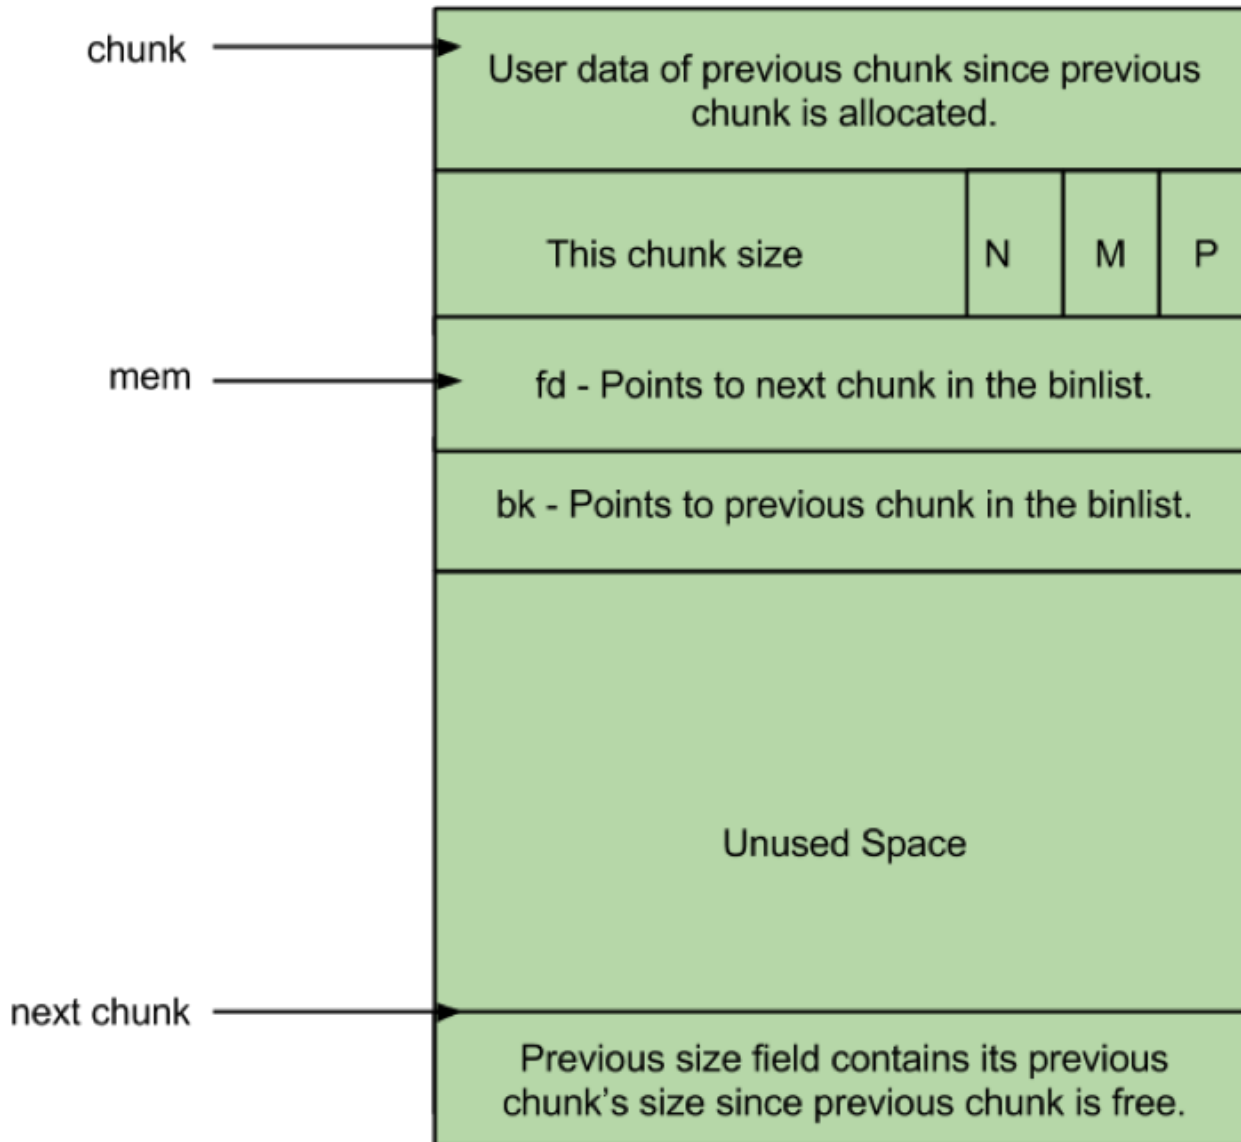 chunk
User data of previous chunk since previous
chunk is allocated.
This chunk size
N
M
P
mem
fd - Points to next chunk in the binlist.
bk - Points to previous chunk in the binlist.
Unused Space
next chunk
Previous size field contains its previous
chunk’s size since previous chunk is free.